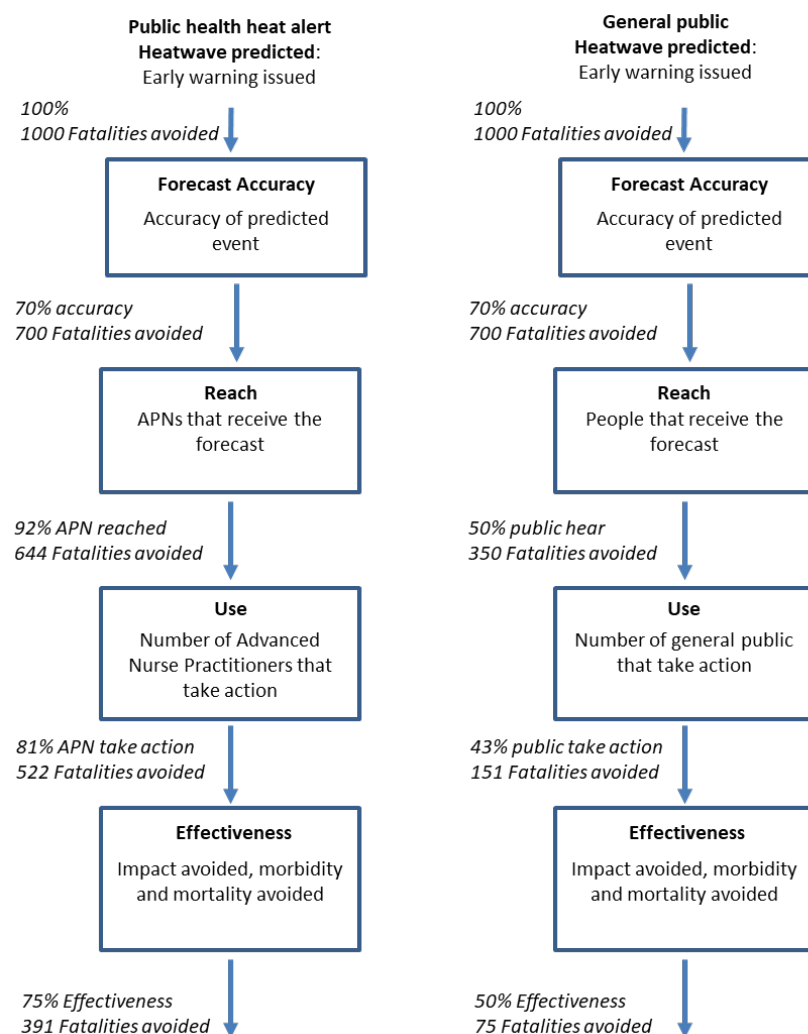 Public health heat alert
Heatwave predicted:
Early warning issued
100%
1000 Fatalities avoided
Forecast Accuracy
Accuracy of predicted
event
70% accuracy
700 Fatalities avoided
Reach
APNs that receive the
forecast
92% APN reached
644 Fatalities avoided
Use
Number of Advanced
Nurse Practitioners that
take action
81% APN take action
522 Fatalities avoided
Effectiveness
Impact avoided, morbidity
and mortality avoided
75% Effectiveness
391 Fatalities avoided
General public
Heatwave predicted:
Early warning issued
100%
1000 Fatalities avoided
Forecast Accuracy
Accuracy of predicted
event
70% accuracy
700 Fatalities avoided
Reach
People that receive the
forecast
50% public hear
350 Fatalities avoided
Use
Number of general public
that take action
43% public take action
151 Fatalities avoided
Effectiveness
Impact avoided, morbidity
and mortality avoided
50% Effectiveness
75 Fatalities avoided